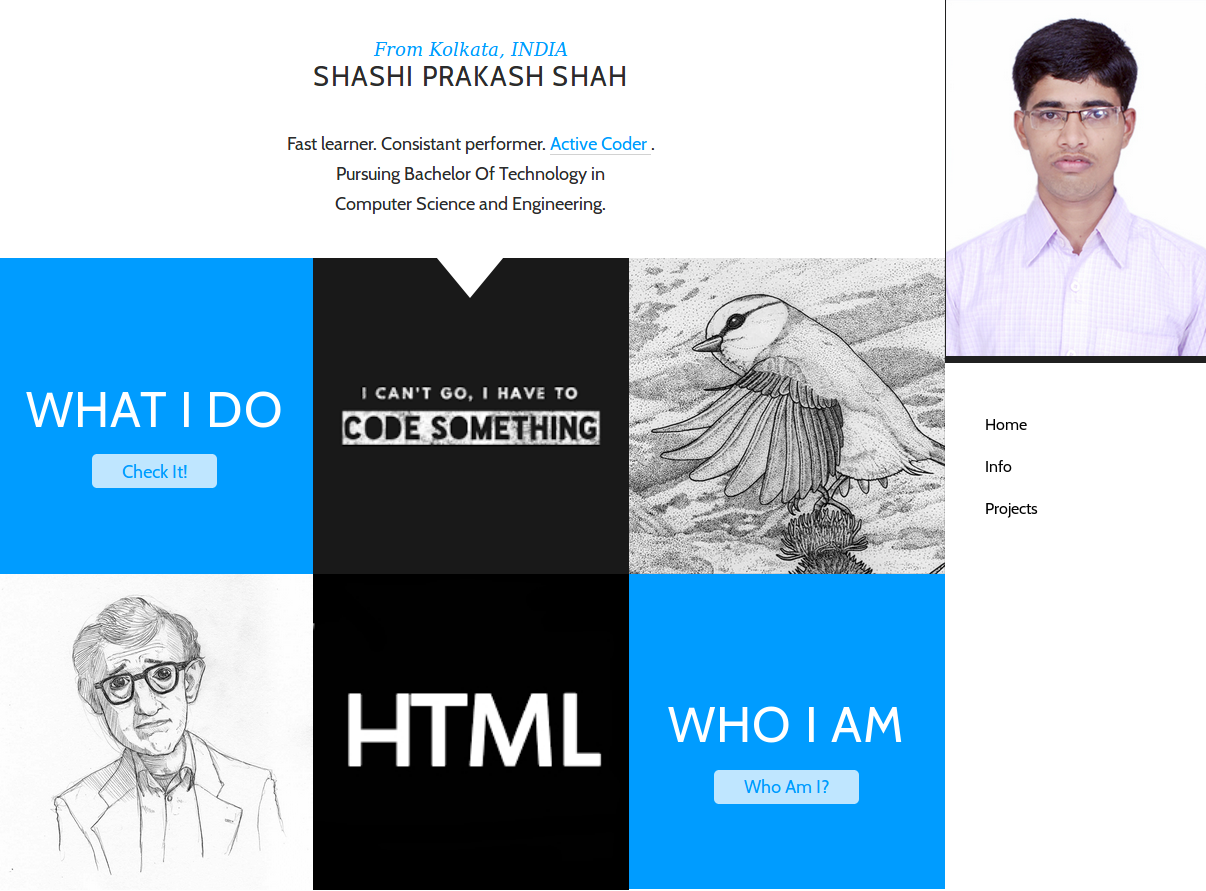 From Kolkata, INDIA
SHASHI PRAKASH SHAH
Fast learner. Consistant performer. Active Coder .
Pursuing Bachelor Of Technology in
Computer Science and Engineering.
WHAT I DO
Check It!
I CAN'T GO, I HAVE TO
CODE SOMETHING
HTML
WHO I AM
Who Am I?
Home
Info
Projects